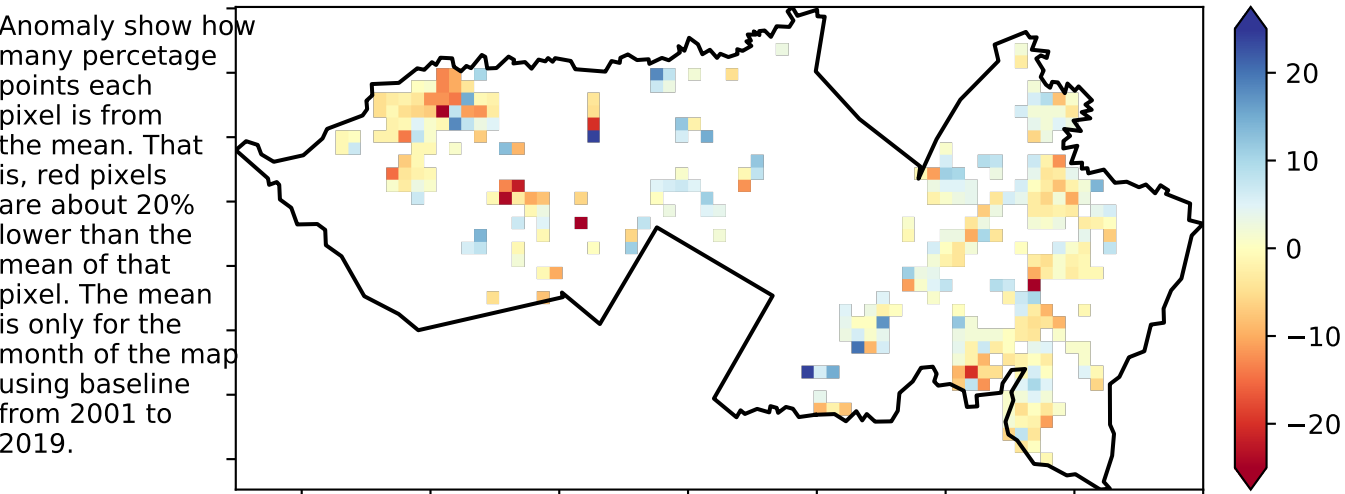 Anomaly show how
many percetage
points each
pixel is from
the mean. That
is, red pixels
are about 20%
lower than the
mean of that
pixel. The mean
is only for the
month of the map
using baseline
from 2001 to
2019.
20
10
0
−10
−20